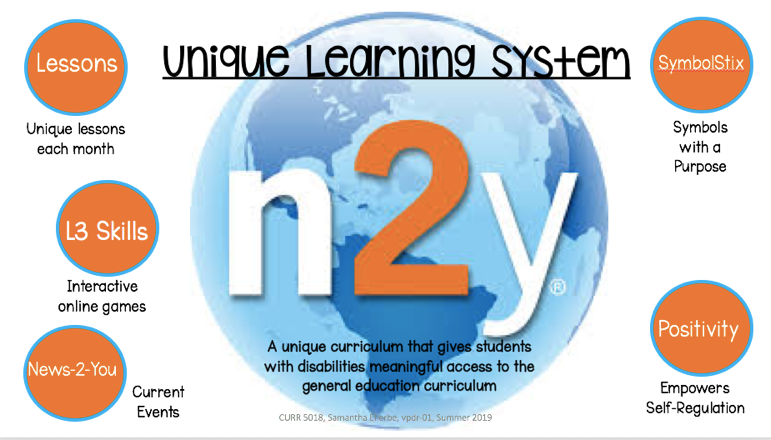 Unique Learning System
Lessons
Unique lessons
each month
L3 Skills
Interactive
online games
News-2-You
Current
Events
n2y®
A unique curriculum that gives students
with disabilities meaningful access to the
general education curriculum
CURR 5018, Samantha vpor-01, Summer 2019
SymbolStix
Symbols
with a
Purpose
Positivity
Empowers
Self-Regulation